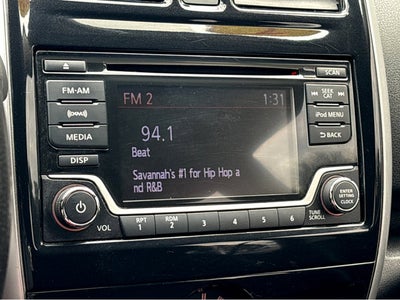 SCAN
FM-AM
FM 2
1:31
SEEK
CAT
((XM))
94.1
iPod MENU
Beat
MEDIA
BACK
DISP
Savannah's #1 for Hip Hop a
nd R&B
ENTER
SETTING
CLOCK
VOL
RPT
1
RDM
2
3
4
5
6
TUNE
SCROLL